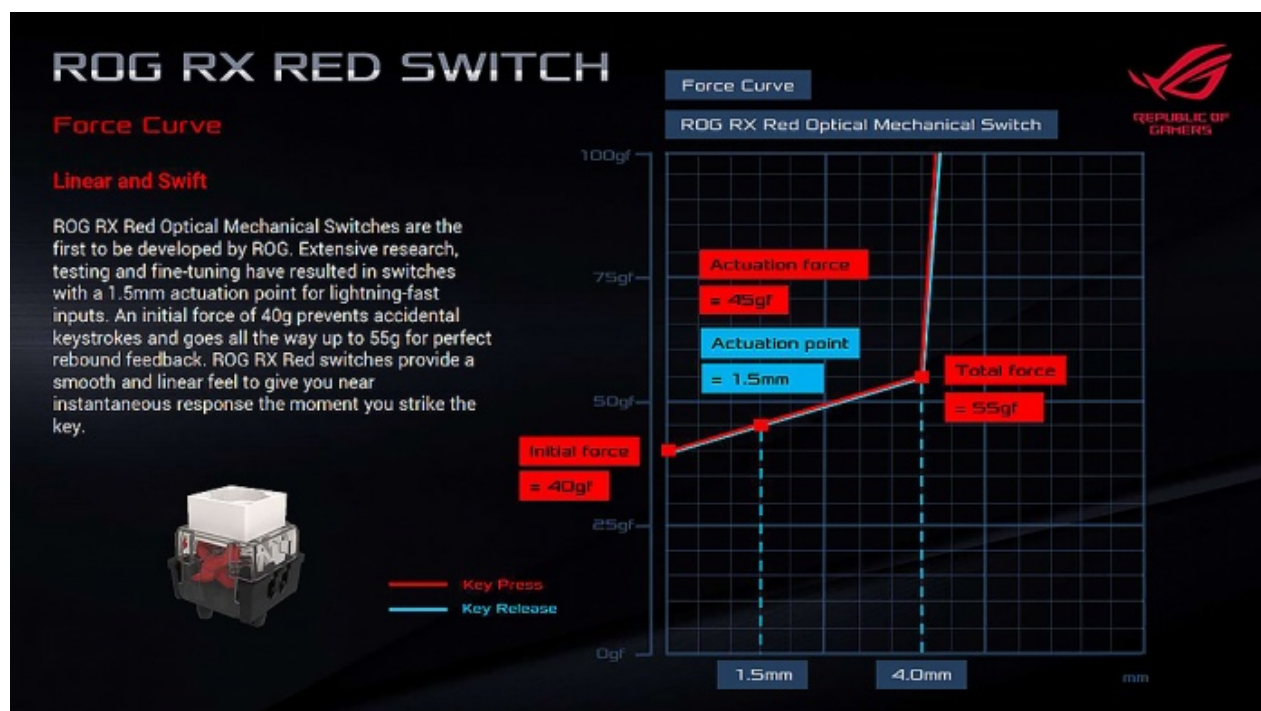 ROG RX RED SWITCH
Force Curve
Linear and Swift
ROG RX Red Optical Mechanical Switches are the
first to be developed by ROG. Extensive research,
testing and fine-tuning have resulted in switches
with a 1.5mm actuation point for lightning-fast
inputs. An initial force of 40g prevents accidental
keystrokes and goes all the way up to 55g for perfect
rebound feedback. ROG RX Red switches provide a
smooth and linear feel to give you near
instantaneous response the moment you strike the
key.
Key Press
Key Release
Force Curve
ROG RX Red Optical Mechanical Switch
REPUBLIC OF
GAMERS
100gf
75gf
50gf
25gf
0gf
Actuation force
= 45gf
Actuation point
= 1.5mm
Total force
= 55gf
Initial force
= 40gf
1.5mm
4.0mm
mm